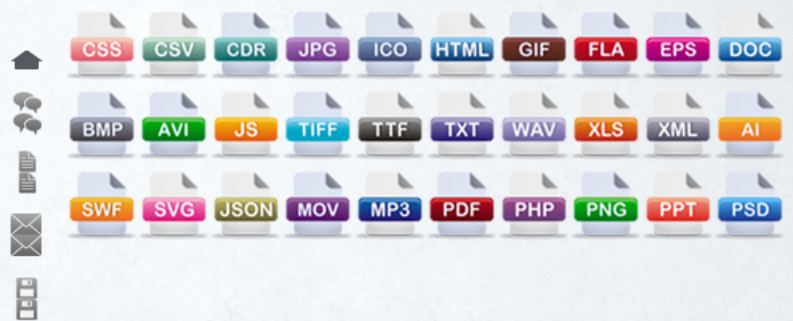 CSS CSV CDR JPG ICO HTML GIF FLA EPS DOC
BMP AVI JS TIFF TTF TXT WAV XLS XML AI
SWF SVG JSON MOV MP3 PDF PHP PNG PPT PSD